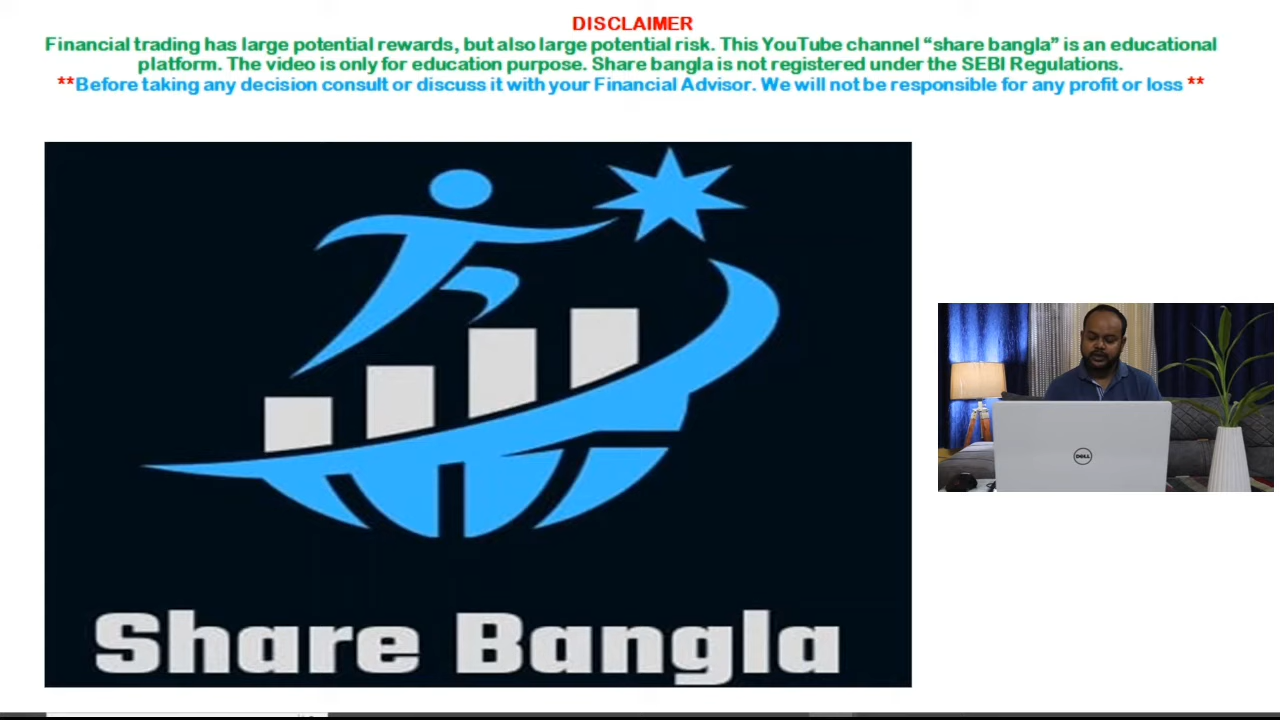 DISCLAIMER
Financial trading has large potential rewards, but also large potential risk. This YouTube channel “share bangla” is an educational
platform. The video is only for education purpose. Share bangla is not registered under the SEBI Regulations.
**Before taking any decision consult or discuss it with your Financial Advisor. We will not be responsible for any profit or loss **
Share Bangla
DELL